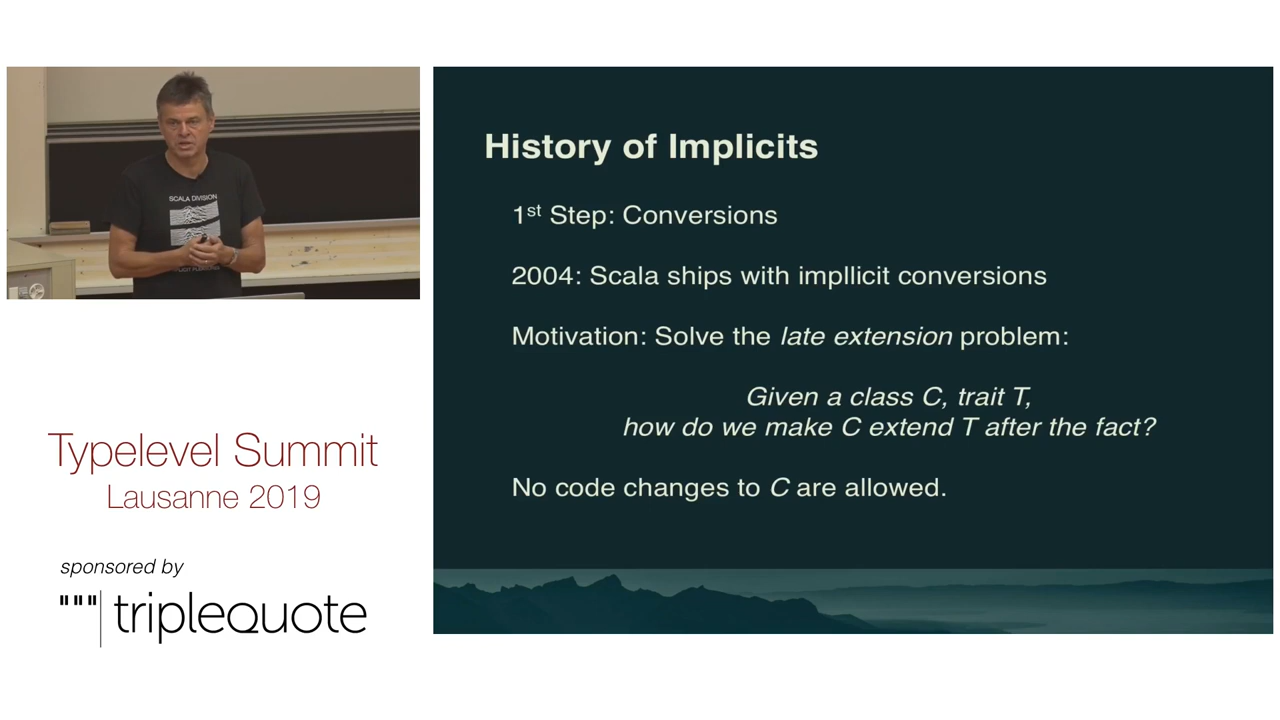 SCALA DIVISION
History of Implicits
1st Step: Conversions
2004: Scala ships with impllicit conversions
Motivation: Solve the late extension problem:
Given a class C, trait T,
how do we make C extend T after the fact?
No code changes to C are allowed.
Typelevel Summit
Lausanne 2019
sponsored by
"""|triplequote